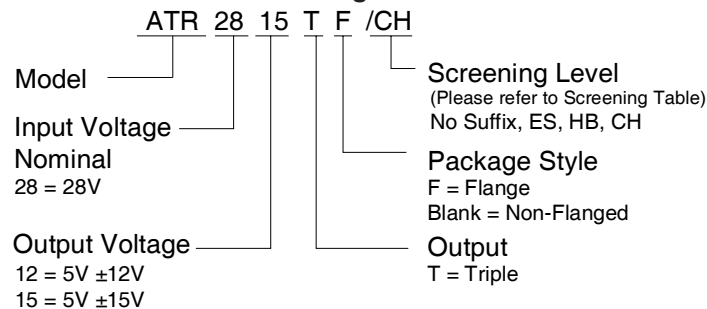 ATR 28 15 T F /CH
Model
Input Voltage
Nominal
28 = 28V
Output Voltage
12 = 5V ±12V
15 = 5V ±15V
Screening Level
(Please refer to Screening Table)
No Suffix, ES, HB, CH
Package Style
F = Flange
Blank = Non-Flanged
Output
T = Triple